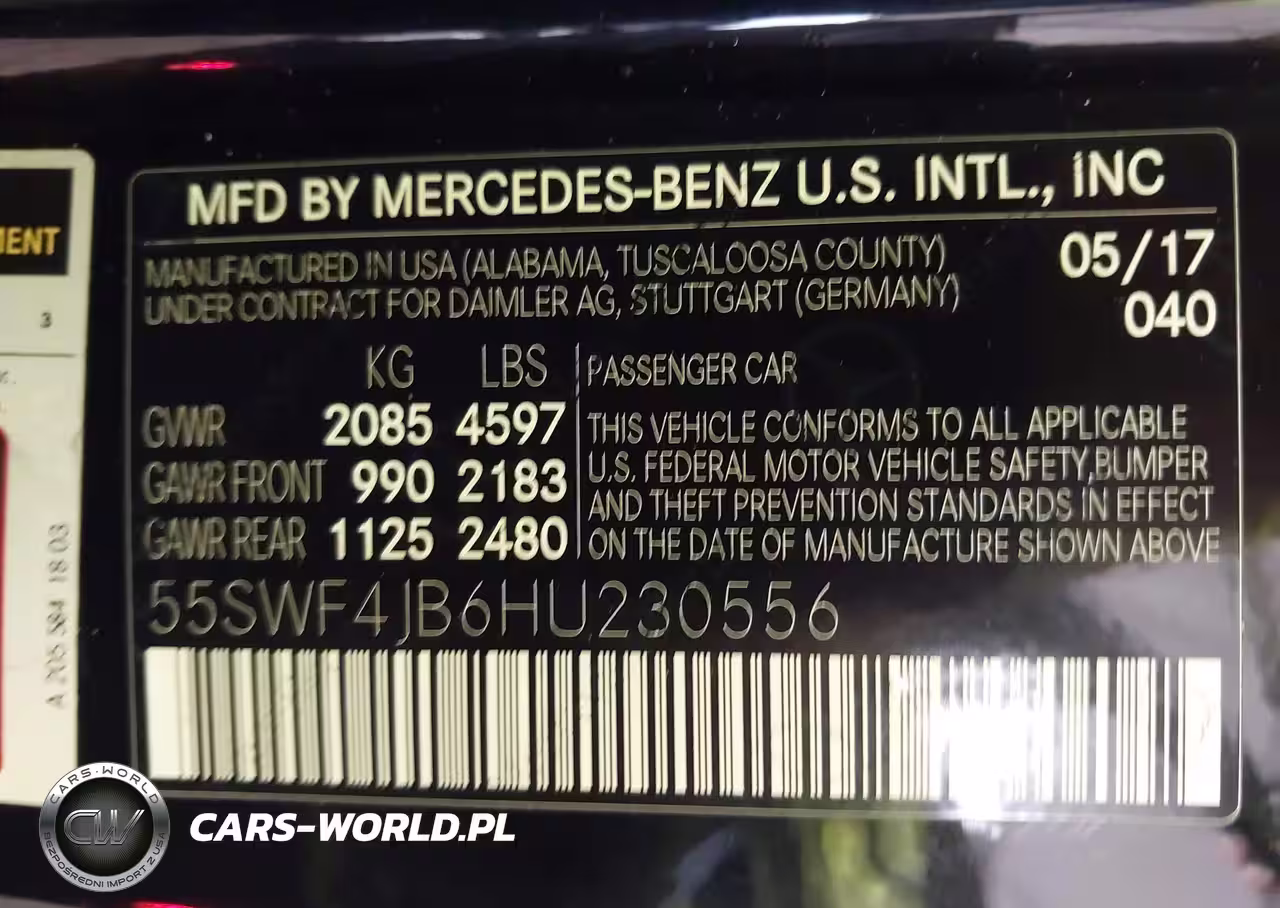 MENT
3
A 205 584 18 03
MFD BY MERCEDES-BENZ U.S. INTL., INC
MANUFACTURED IN USA (ALABAMA, TUSCALOOSA COUNTY) 05/17
UNDER CONTRACT FOR DAIMLER AG, STUTTGART (GERMANY) 040
KG LBS PASSENGER CAR
GVWR 2085 4597 THIS VEHICLE CONFORMS TO ALL APPLICABLE
U.S. FEDERAL MOTOR VEHICLE SAFETY,BUMPER
GAWR FRONT 990 2183 AND THEFT PREVENTION STANDARDS IN EFFECT
GAWR REAR 1125 2480 ON THE DATE OF MANUFACTURE SHOWN ABOVE
55SWF4JB6HU230556
CARS-WORLD
CW
BEZPOŚREDNI IMPORT Z USA
CARS-WORLD.PL